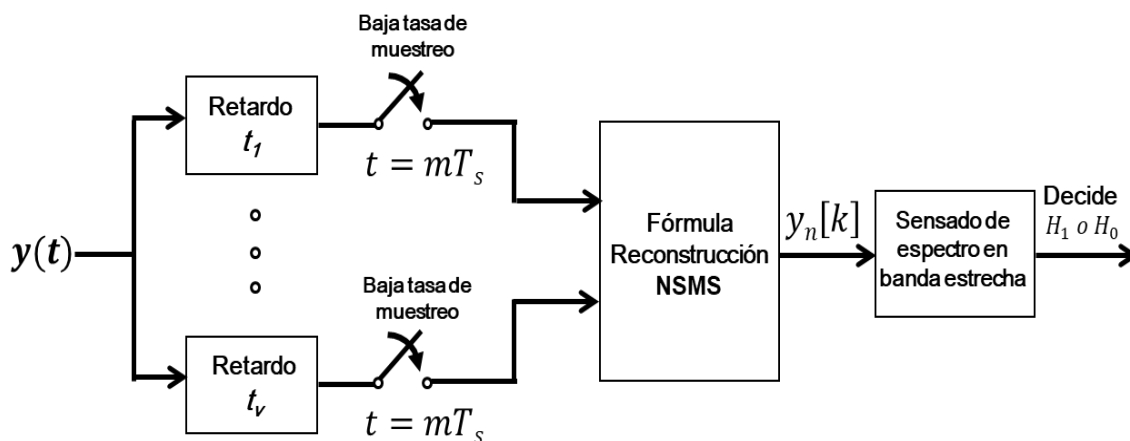 Baja tasa de
muestreo
Retardo
t₁
t = mTₛ
y(t)
Baja tasa de
muestreo
Retardo
tᵥ
t = mTₛ
Fórmula
Reconstrucción
NSMS
yₙ[k]
Sensado de
espectro en
banda estrecha
Decide
H₁ o H₀